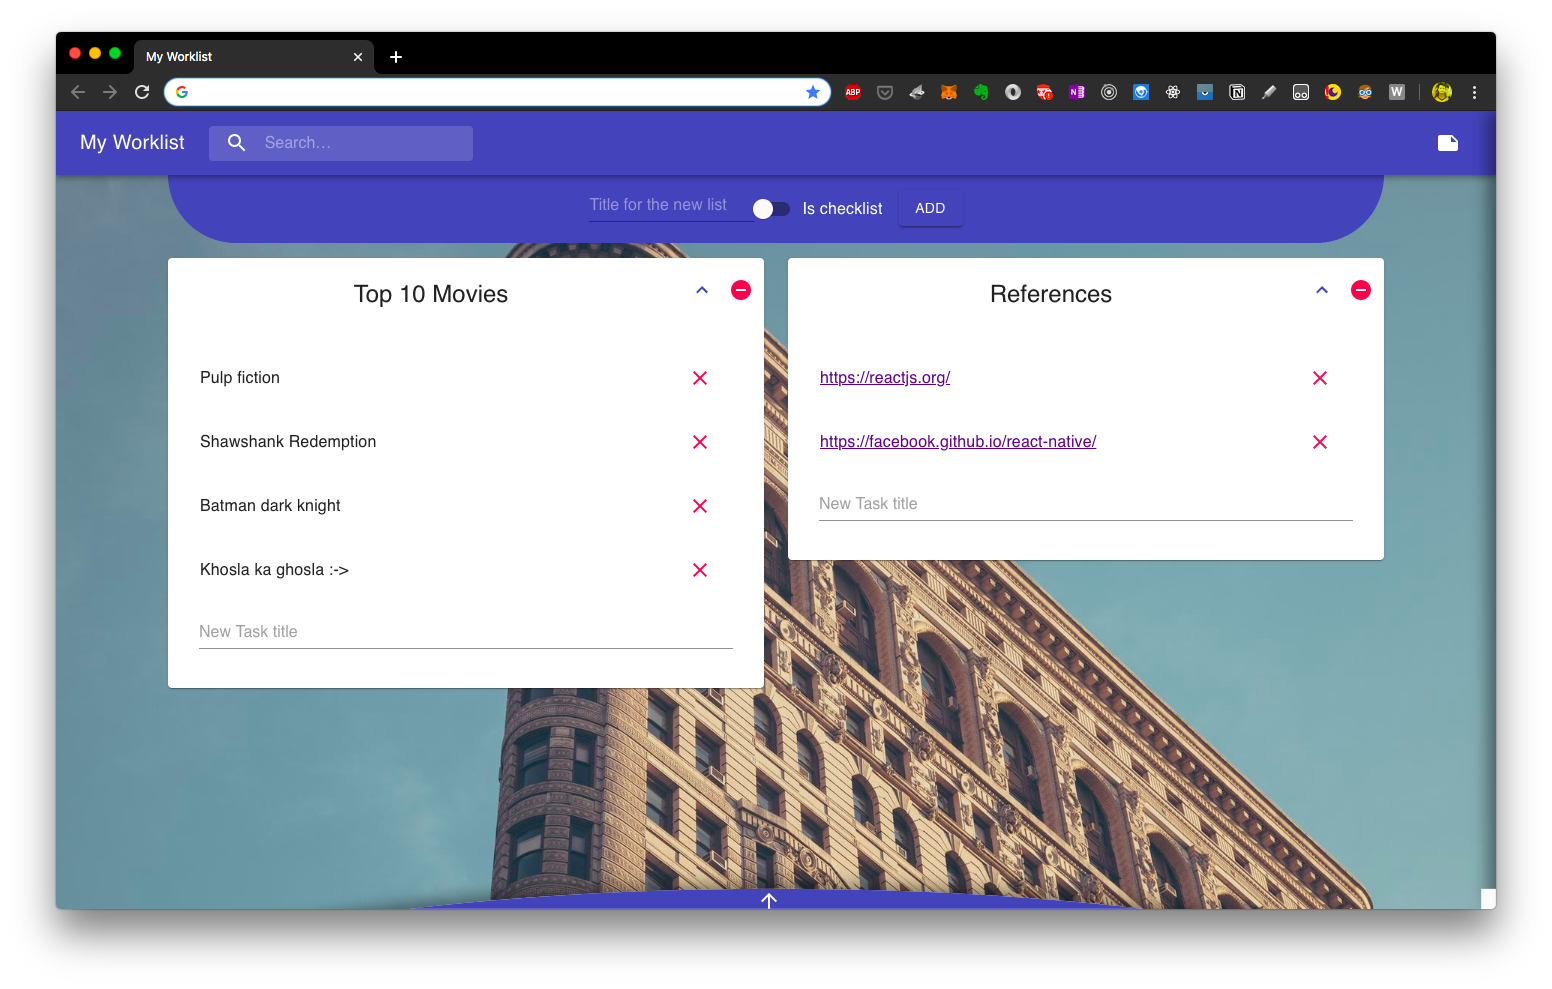 My Worklist
ABP
N
N
W
My Worklist
Search...
Title for the new list
Is checklist
ADD
Top 10 Movies
Pulp fiction
Shawshank Redemption
Batman dark knight
Khosla ka ghosla :->
New Task title
References
https://reactjs.org/
https://facebook.github.io/react-native/
New Task title